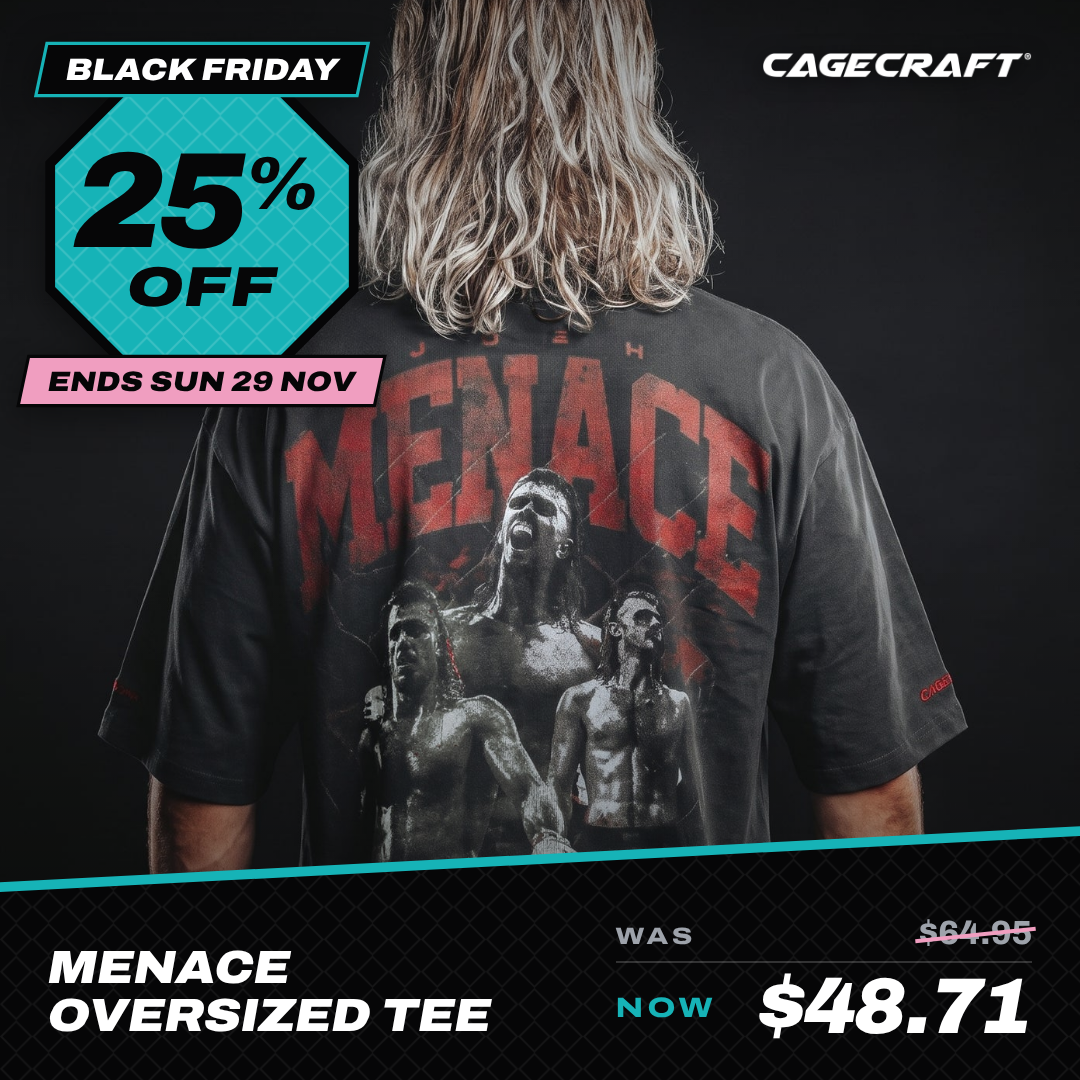 BLACK FRIDAY
CAGECRAFT®
25%
OFF
ENDS SUN 29 NOV
JOSH
MENACE
MENACE
OVERSIZED TEE
WAS $64.95
NOW $48.71